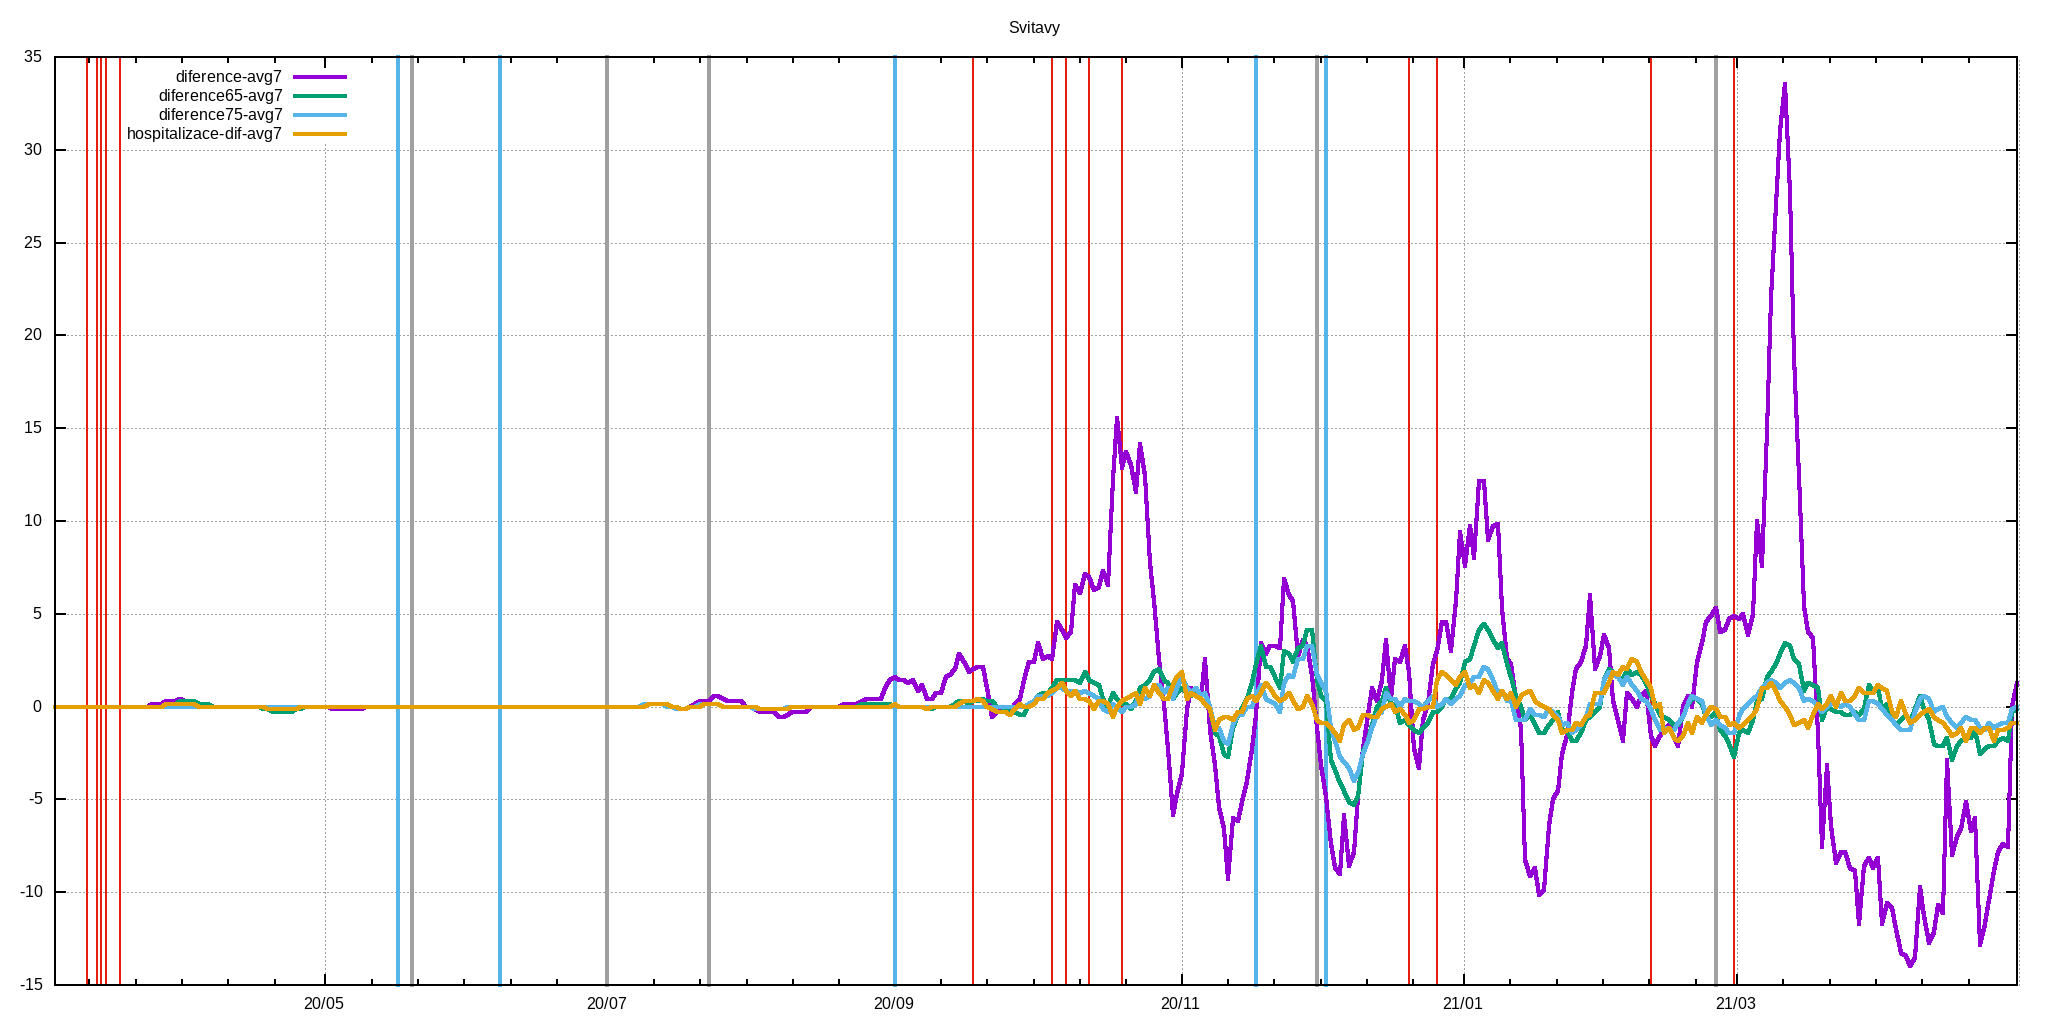 Svitavy
35
diference-avg7
diference65-avg7
diference75-avg7
hospitalizace-dif-avg7
30
25
20
15
10
5
0
-5
-10
-15
20/05 20/07 20/09 20/11 21/01 21/03